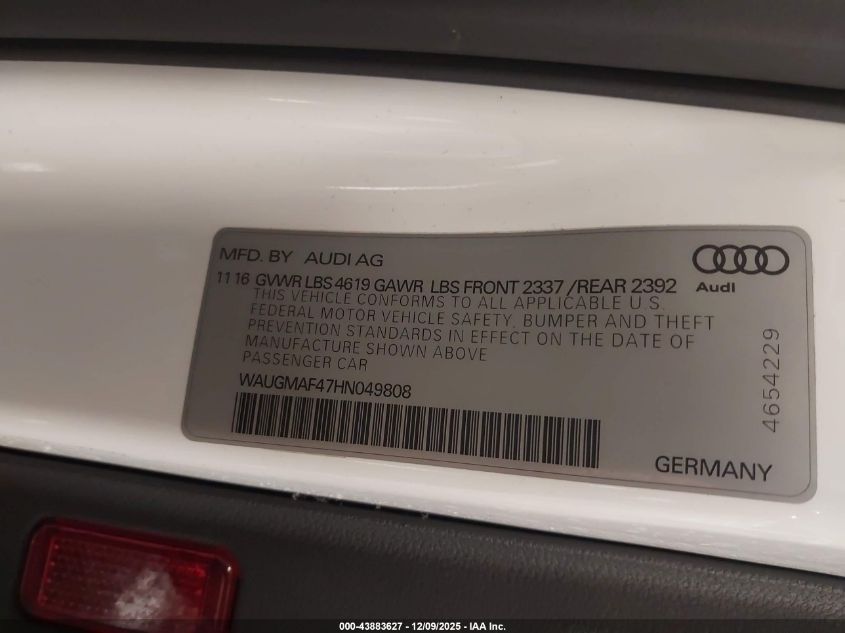 MFD. BY AUDI AG
Audi
11 16 GVWR LBS 4619 GAWR LBS FRONT 2337 /REAR 2392
THIS VEHICLE CONFORMS TO ALL APPLICABLE U.S.
FEDERAL MOTOR VEHICLE SAFETY, BUMPER AND THEFT
PREVENTION STANDARDS IN EFFECT ON THE DATE OF
MANUFACTURE SHOWN ABOVE
PASSENGER CAR
WAUGMAF47HN049808
4654229
GERMANY
000-43883627 - 12/09/2025 - IAA Inc.